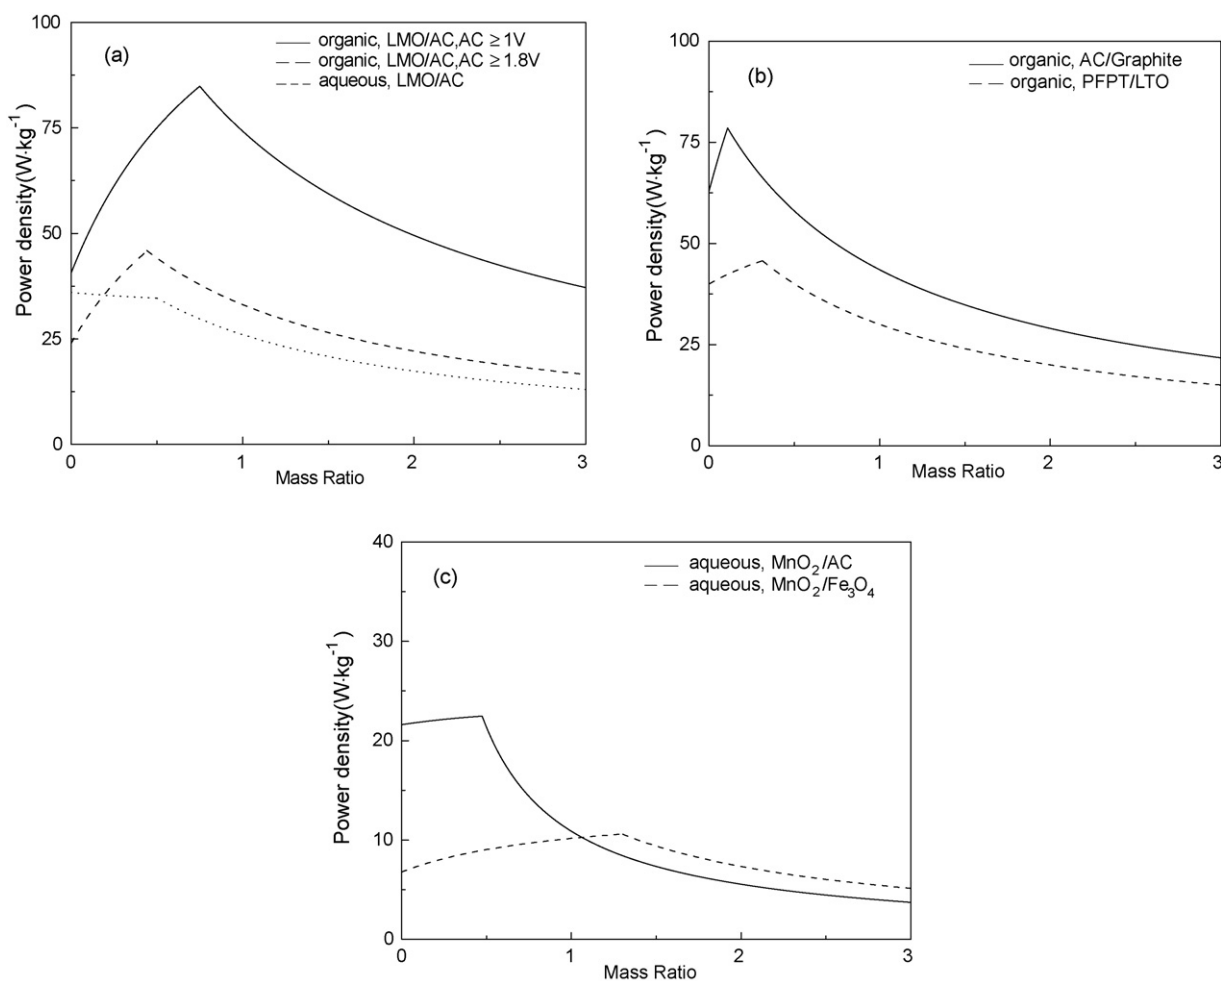 100
75
50
25
0
Power density(W·kg⁻¹)
(a)
organic, LMO/AC,AC ≥ 1V
organic, LMO/AC,AC ≥ 1.8V
aqueous, LMO/AC
0 1 2 3
Mass Ratio
100
75
50
25
0
Power density(W·kg⁻¹)
(b)
organic, AC/Graphite
organic, PFPT/LTO
0 1 2 3
Mass Ratio
40
30
20
10
0
Power density(W·kg⁻¹)
(c)
aqueous, MnO₂/AC
aqueous, MnO₂/Fe₃O₄
0 1 2 3
Mass Ratio